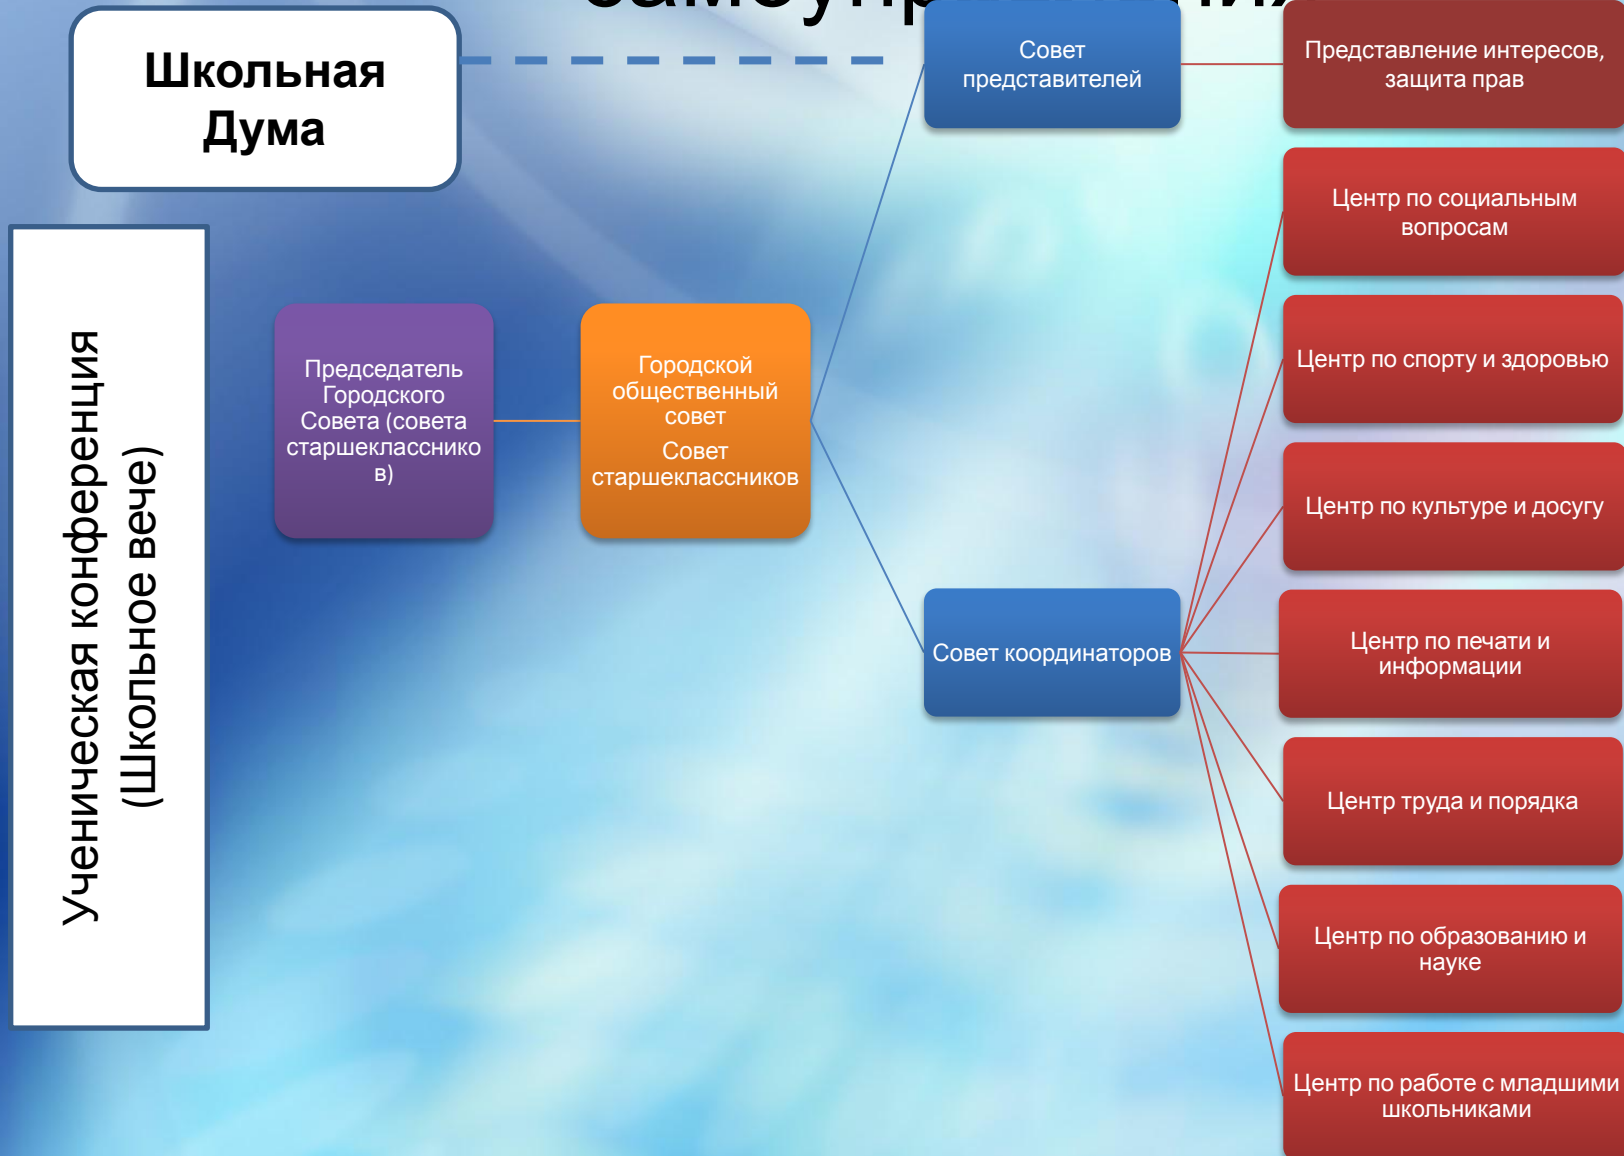 самоуправления
Школьная
Дума
Совет
представителей
Представление интересов,
защита прав
Центр по социальным
вопросам
Ученическая конференция
(Школьное вече)
Председатель
Городского
Совета (совета
старшекласснико
в)
Городской
общественный
совет
Совет
старшеклассников
Центр по спорту и здоровью
Центр по культуре и досугу
Совет координаторов
Центр по печати и
информации
Центр труда и порядка
Центр по образованию и
науке
Центр по работе с младшими
школьниками